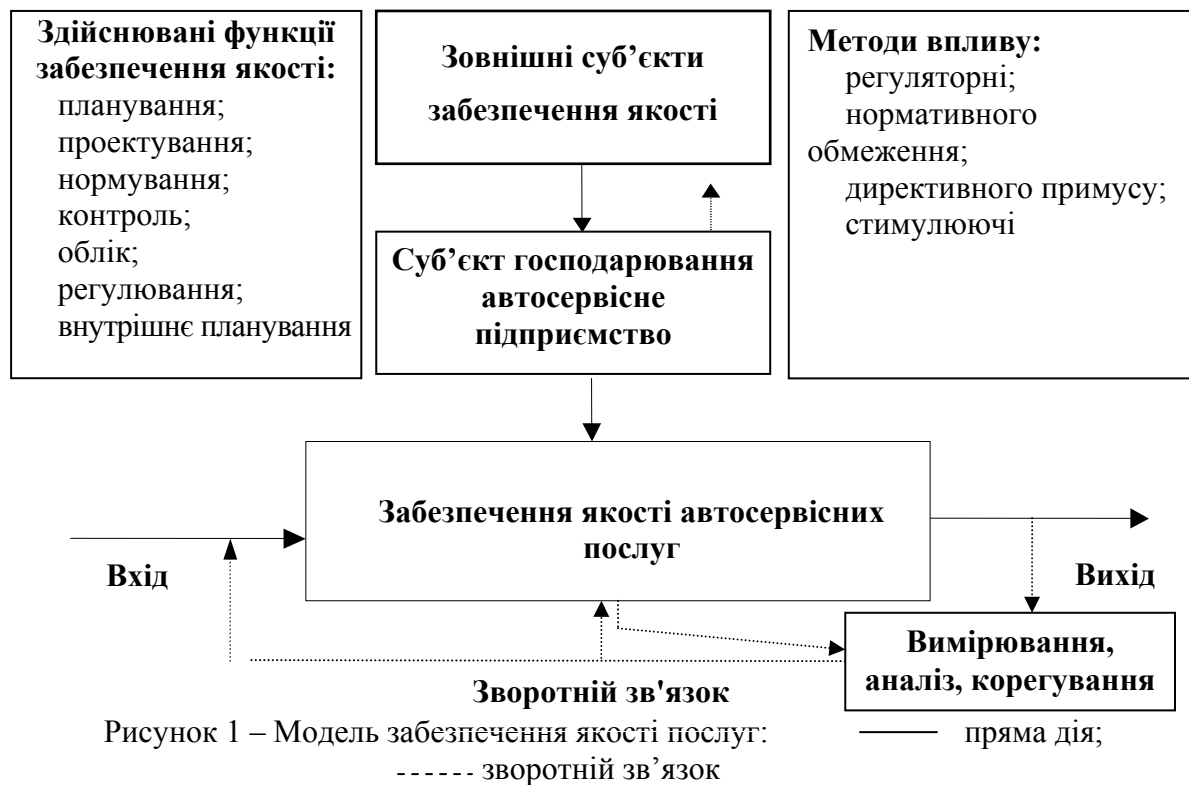 Здійснювані функції
забезпечення якості:
планування;
проектування;
нормування;
контроль;
облік;
регулювання;
внутрішнє планування
Зовнішні суб’єкти
забезпечення якості
Методи впливу:
регуляторні;
нормативного
обмеження;
директивного примусу;
стимулюючі
Суб’єкт господарювання
автосервісне
підприємство
Забезпечення якості автосервісних
послуг
Вхід
Вихід
Вимірювання,
аналіз, корегування
Зворотній зв'язок
Рисунок 1 – Модель забезпечення якості послуг: пряма дія;
зворотній зв’язок